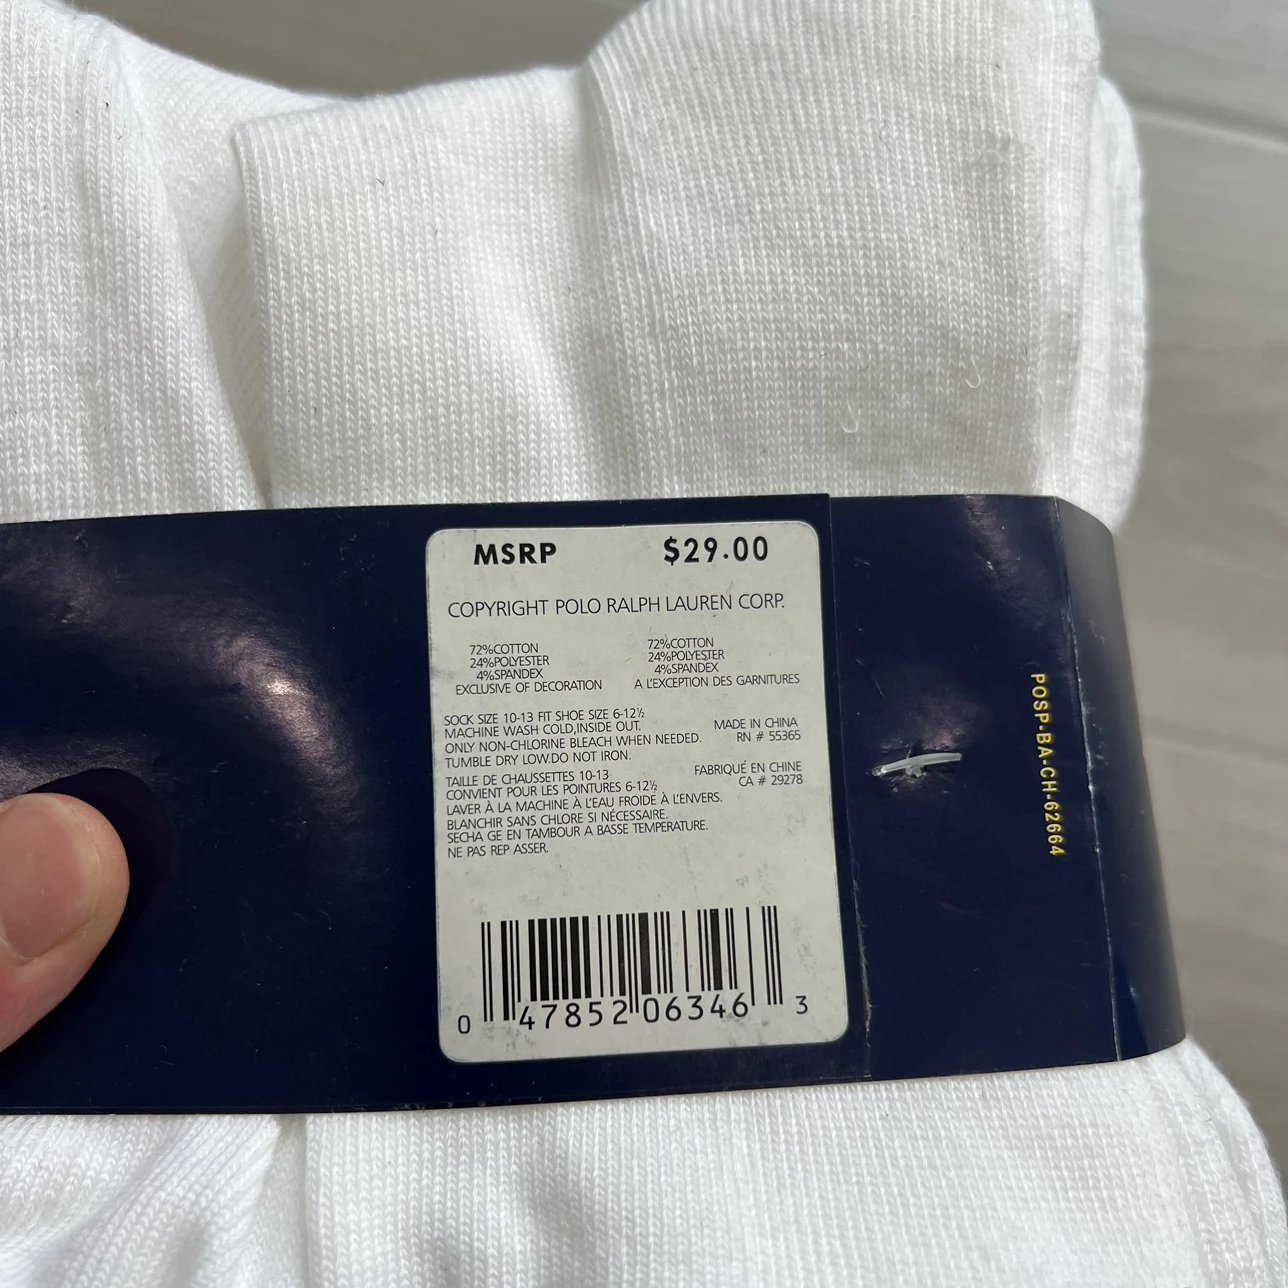 MSRP $29.00
COPYRIGHT POLO RALPH LAUREN CORP.
72%COTTON
24%POLYESTER
4%SPANDEX
EXCLUSIVE OF DECORATION
72%COTTON
24%POLYESTER
4%SPANDEX
A L'EXCEPTION DES GARNITURES
SOCK SIZE 10-13 FIT SHOE SIZE 6-12½
MACHINE WASH COLD,INSIDE OUT.
ONLY NON-CHLORINE BLEACH WHEN NEEDED.
TUMBLE DRY LOW.DO NOT IRON.
MADE IN CHINA
RN # 55365
TAILLE DE CHAUSSETTES 10-13
CONVIENT POUR LES POINTURES 6-12½
LAVER À LA MACHINE À L'EAU FROIDE À L'ENVERS.
BLANCHIR SANS CHLORE SI NÉCESSAIRE.
SECHA GE EN TAMBOUR A BASSE TEMPERATURE.
NE PAS REP ASSER.
FABRIQUÉ EN CHINE
CA # 29278
0 47852 06346 3
POSP-BA-CH-62664